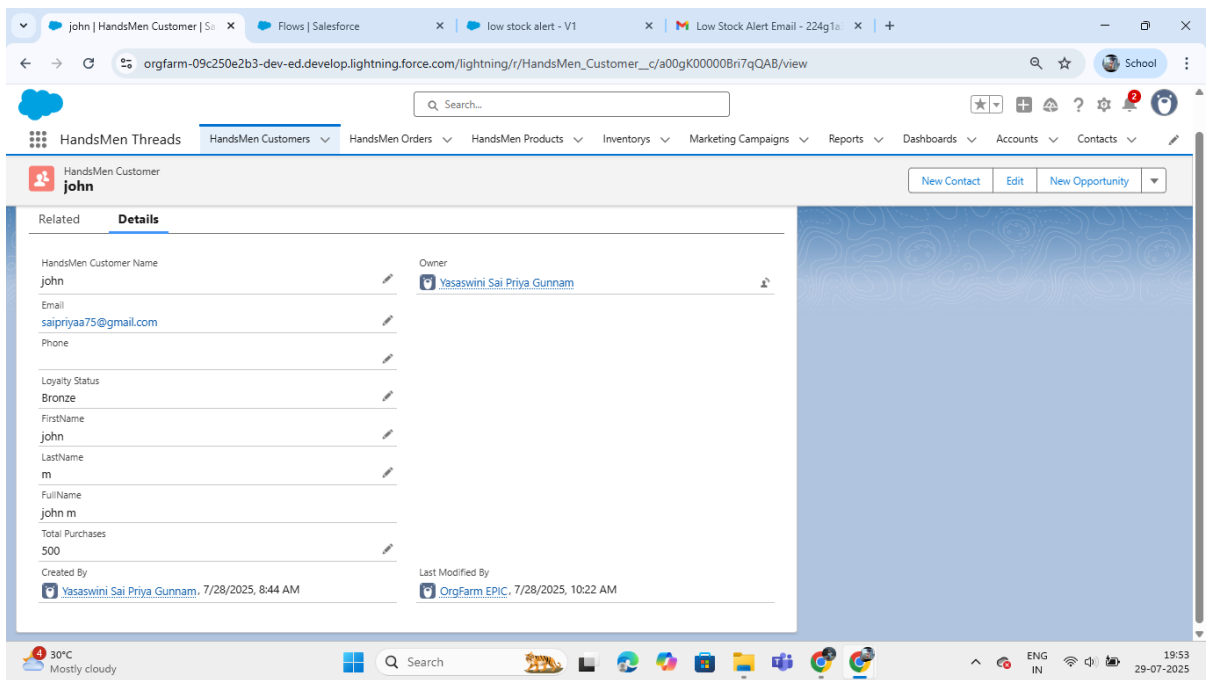 john | HandsMen Customer | Sa
Flows | Salesforce
low stock alert - V1
Low Stock Alert Email - 224g1a
orgfarm-09c250e2b3-dev-ed.develop.lightning.force.com/lightning/r/HandsMen_Customer__c/a00gK00000Bri7qQAB/view
School
Search...
2
HandsMen Threads
HandsMen Customers
HandsMen Orders
HandsMen Products
Inventorys
Marketing Campaigns
Reports
Dashboards
Accounts
Contacts
HandsMen Customer
john
New Contact
Edit
New Opportunity
Related
Details
HandsMen Customer Name
john
Owner
Yasaswini Sai Priya Gunnam
Email
saipriyaa75@gmail.com
Phone
Loyalty Status
Bronze
FirstName
john
LastName
m
FullName
john m
Total Purchases
500
Created By
Yasaswini Sai Priya Gunnam, 7/28/2025, 8:44 AM
Last Modified By
OrgFarm EPIC, 7/28/2025, 10:22 AM
4
30°C
Mostly cloudy
Search
ENG
IN
19:53
29-07-2025